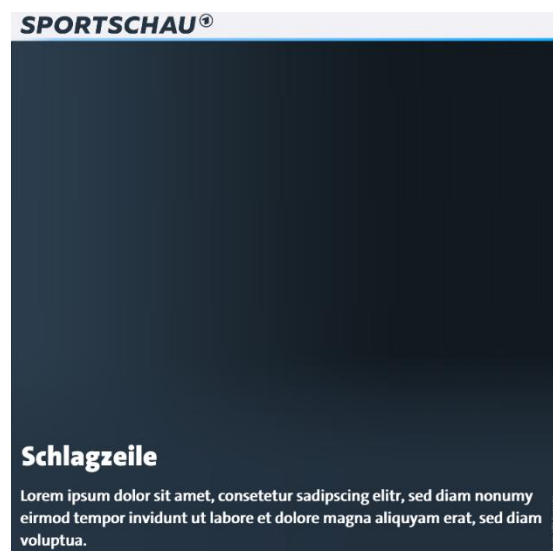 SPORTSCHAU
Schlagzeile
Lorem ipsum dolor sit amet, consetetur sadipscing elitr, sed diam nonumy
eirmod tempor invidunt ut labore et dolore magna aliquyam erat, sed diam
voluptua.